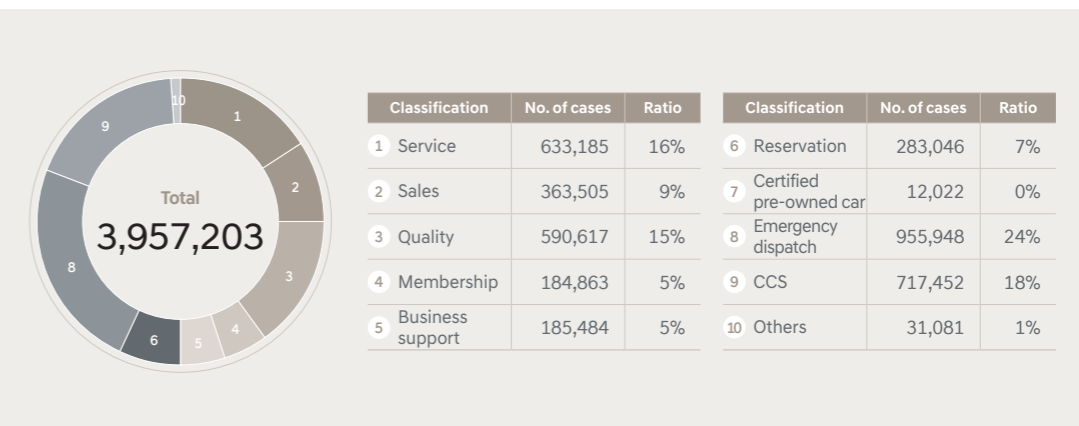 10
1
9
2
Total
3,957,203
8
3
4
5
6
Classification No. of cases Ratio
1 Service 633,185 16%
2 Sales 363,505 9%
3 Quality 590,617 15%
4 Membership 184,863 5%
5 Business
support 185,484 5%
Classification No. of cases Ratio
6 Reservation 283,046 7%
7 Certified
pre-owned car 12,022 0%
8 Emergency
dispatch 955,948 24%
9 CCS 717,452 18%
10 Others 31,081 1%